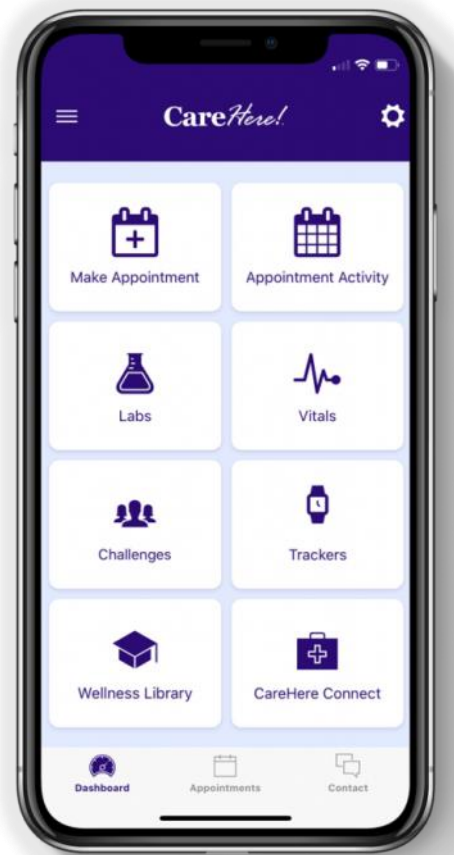 CareHere!
Make Appointment
Appointment Activity
Labs
Vitals
Challenges
Trackers
Wellness Library
CareHere Connect
Dashboard
Appointments
Contact